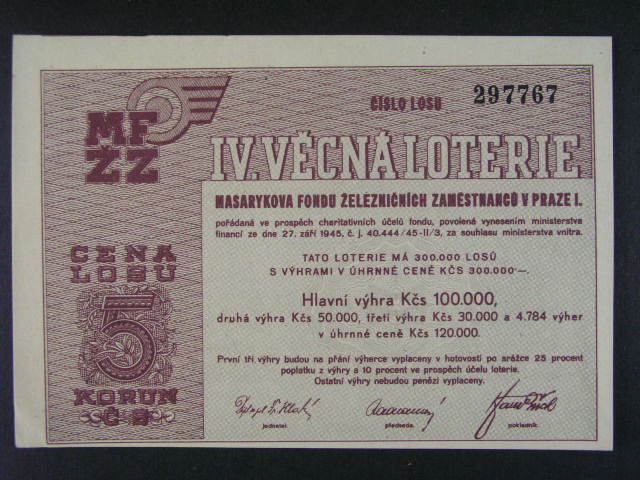 MF
ZZ
ČÍSLO LOSU 297767
IV. VĚCNÁ LOTERIE
MASARYKOVA FONDU ŽELEZNIČNÍCH ZAMĚSTNANCŮ V PRAZE I.
pořádaná ve prospěch charitativních účelů fondu, povolená vynesením ministerstva
financí ze dne 27. září 1945, č. j. 40.444/45-II/3, za souhlasu ministerstva vnitra.
CENA
LOSU
5
KORUN
ČS
TATO LOTERIE MÁ 300.000 LOSŮ
S VÝHRAMI V ÚHRNNÉ CENĚ KČS 300.000·—.
Hlavní výhra Kčs 100.000,
druhá výhra Kčs 50.000, třetí výhra Kčs 30.000 a 4.784 výher
v úhrnné ceně Kčs 120.000.
První tři výhry budou na přání výherce vyplaceny v hotovosti po srážce 25 procent
poplatku z výhry a 10 procent ve prospěch účelu loterie.
Ostatní výhry nebudou penězi vyplaceny.
jednatel. předseda. pokladník.